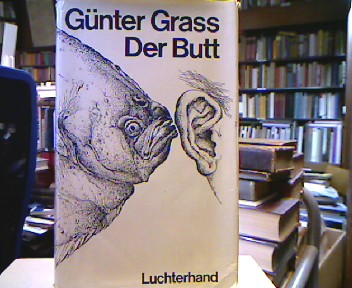 Günter Grass
Der Butt
Luchterhand